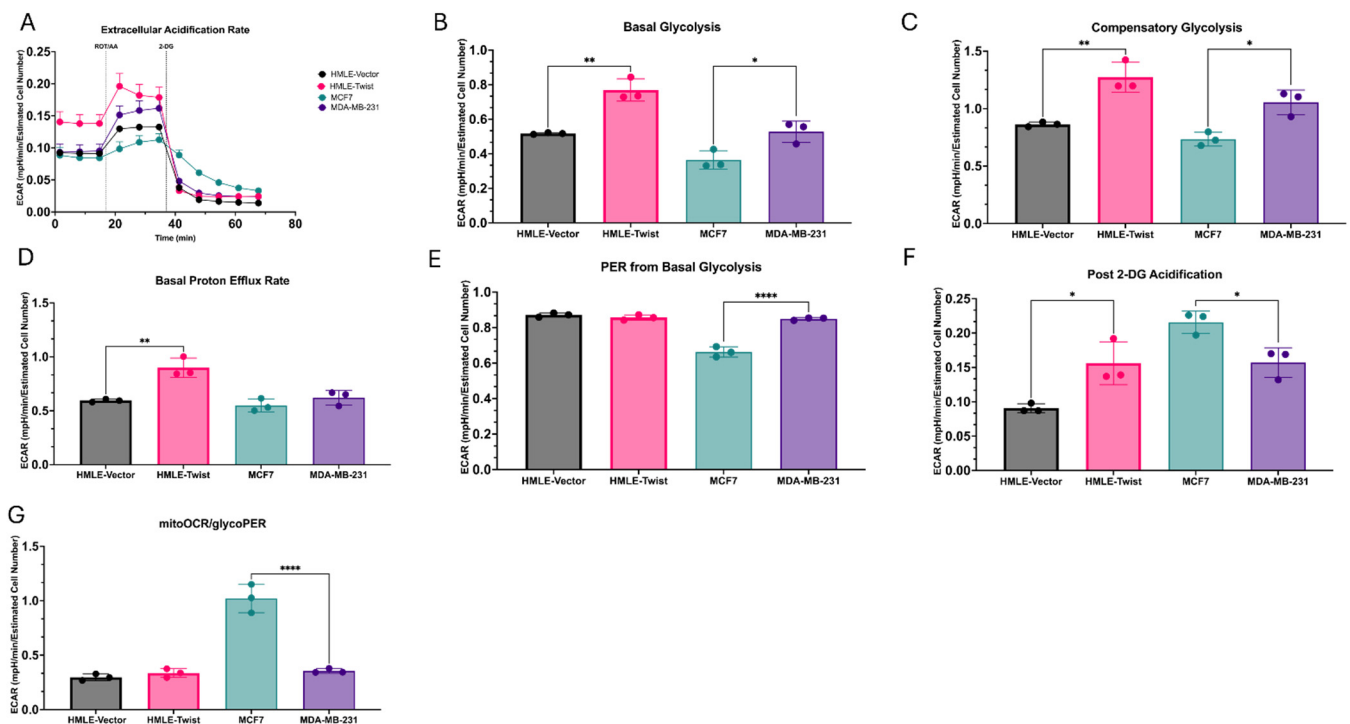 A
Extracellular Acidification Rate
ROT/AA
2-DG
ECAR (mpH/min/Estimated Cell Number)
0.25
0.20
0.15
0.10
0.05
0.00
0
20
40
60
80
Time (min)
HMLE-Vector
HMLE-Twist
MCF7
MDA-MB-231
B
Basal Glycolysis
ECAR (mpH/min/Estimated Cell Number)
1.0
0.8
0.6
0.4
0.2
0.0
**
*
HMLE-Vector
HMLE-Twist
MCF7
MDA-MB-231
C
Compensatory Glycolysis
ECAR (mpH/min/Estimated Cell Number)
1.5
1.0
0.5
0.0
**
*
HMLE-Vector
HMLE-Twist
MCF7
MDA-MB-231
D
Basal Proton Efflux Rate
ECAR (mpH/min/Estimated Cell Number)
1.5
1.0
0.5
0.0
**
HMLE-Vector
HMLE-Twist
MCF7
MDA-MB-231
E
PER from Basal Glycolysis
ECAR (mpH/min/Estimated Cell Number)
1.0
0.8
0.6
0.4
0.2
0.0
****
HMLE-Vector
HMLE-Twist
MCF7
MDA-MB-231
F
Post 2-DG Acidification
ECAR (mpH/min/Estimated Cell Number)
0.25
0.20
0.15
0.10
0.05
0.00
*
*
HMLE-Vector
HMLE-Twist
MCF7
MDA-MB-231
G
mitoOCR/glycoPER
ECAR (mpH/min/Estimated Cell Number)
1.5
1.0
0.5
0.0
****
HMLE-Vector
HMLE-Twist
MCF7
MDA-MB-231